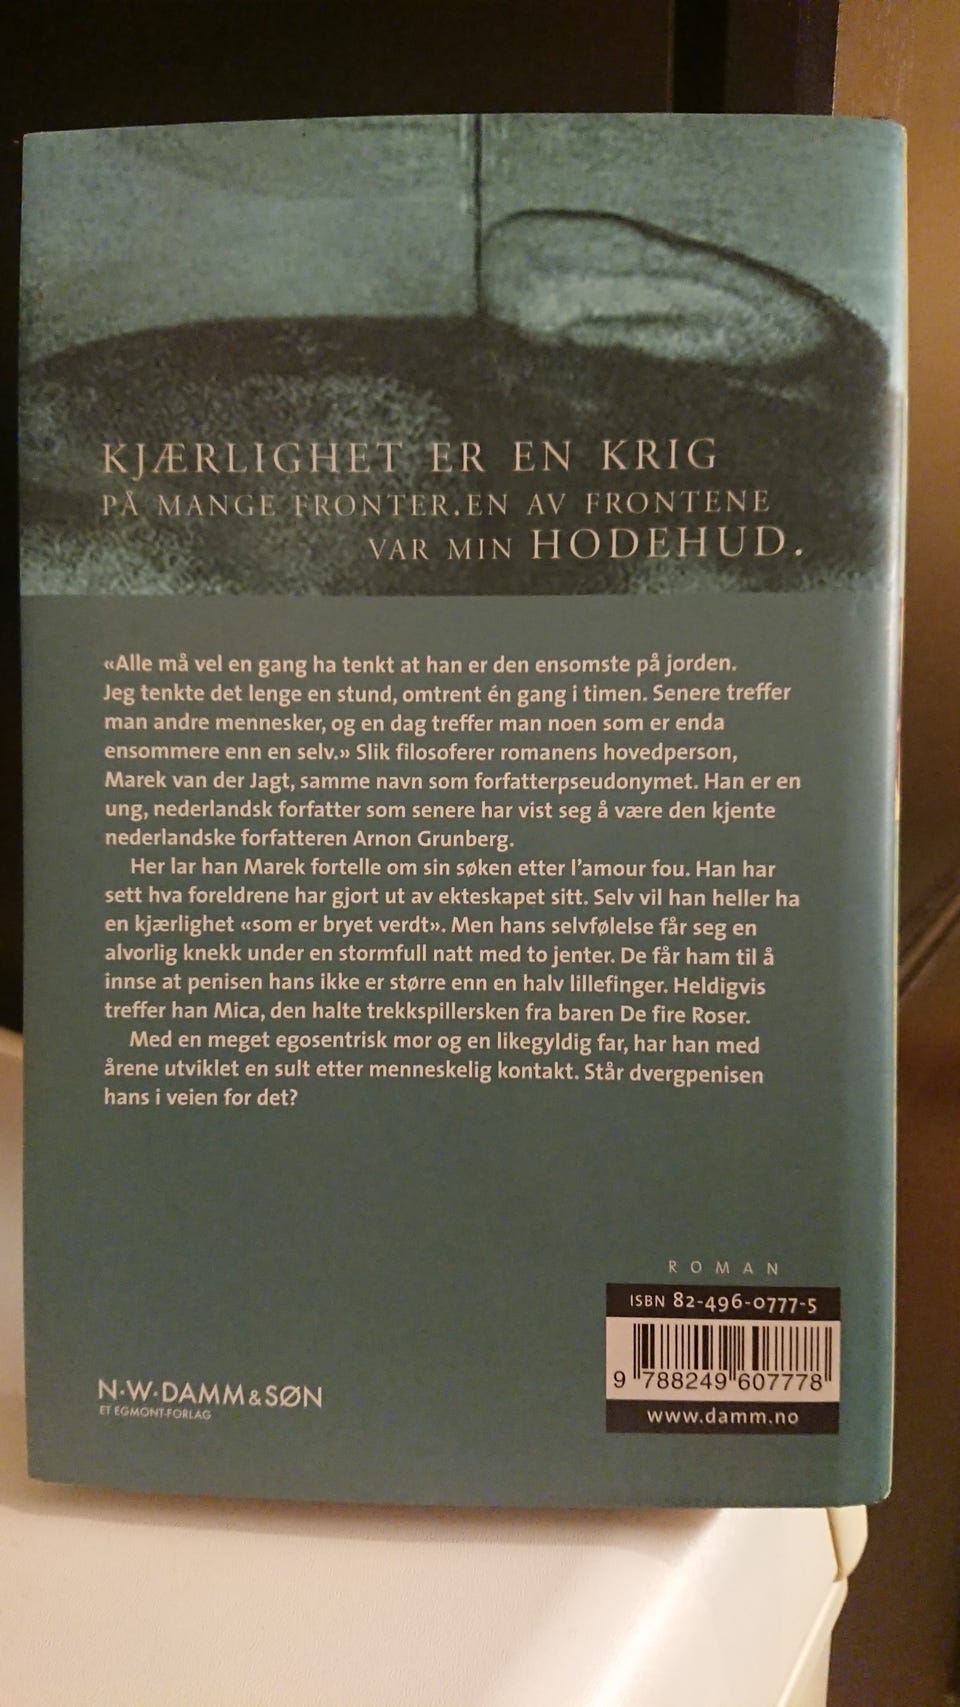 KJÆRLIGHET ER EN KRIG
PÅ MANGE FRONTER.EN AV FRONTENE
VAR MIN HODEHUD.
«Alle må vel en gang ha tenkt at han er den ensomste på jorden.
Jeg tenkte det lenge en stund, omtrent én gang i timen. Senere treffer
man andre mennesker, og en dag treffer man noen som er enda
ensommere enn en selv.» Slik filosoferer romanens hovedperson,
Marek van der Jagt, samme navn som forfatterpseudonymet. Han er en
ung, nederlandsk forfatter som senere har vist seg å være den kjente
nederlandske forfatteren Arnon Grunberg.
Her lar han Marek fortelle om sin søken etter l'amour fou. Han har
sett hva foreldrene har gjort ut av ekteskapet sitt. Selv vil han heller ha
en kjærlighet «som er bryet verdt». Men hans selvfølelse får seg en
alvorlig knekk under en stormfull natt med to jenter. De får ham til å
innse at penisen hans ikke er større enn en halv lillefinger. Heldigvis
treffer han Mica, den halte trekkspillersken fra baren De fire Roser.
Med en meget egosentrisk mor og en likegyldig far, har han med
årene utviklet en sult etter menneskelig kontakt. Står dvergpenisen
hans i veien for det?
ROMAN
ISBN 82-496-0777-5
9 788249 607778
www.damm.no
N·W·DAMM & SØN
ET EGMONT-FORLAG